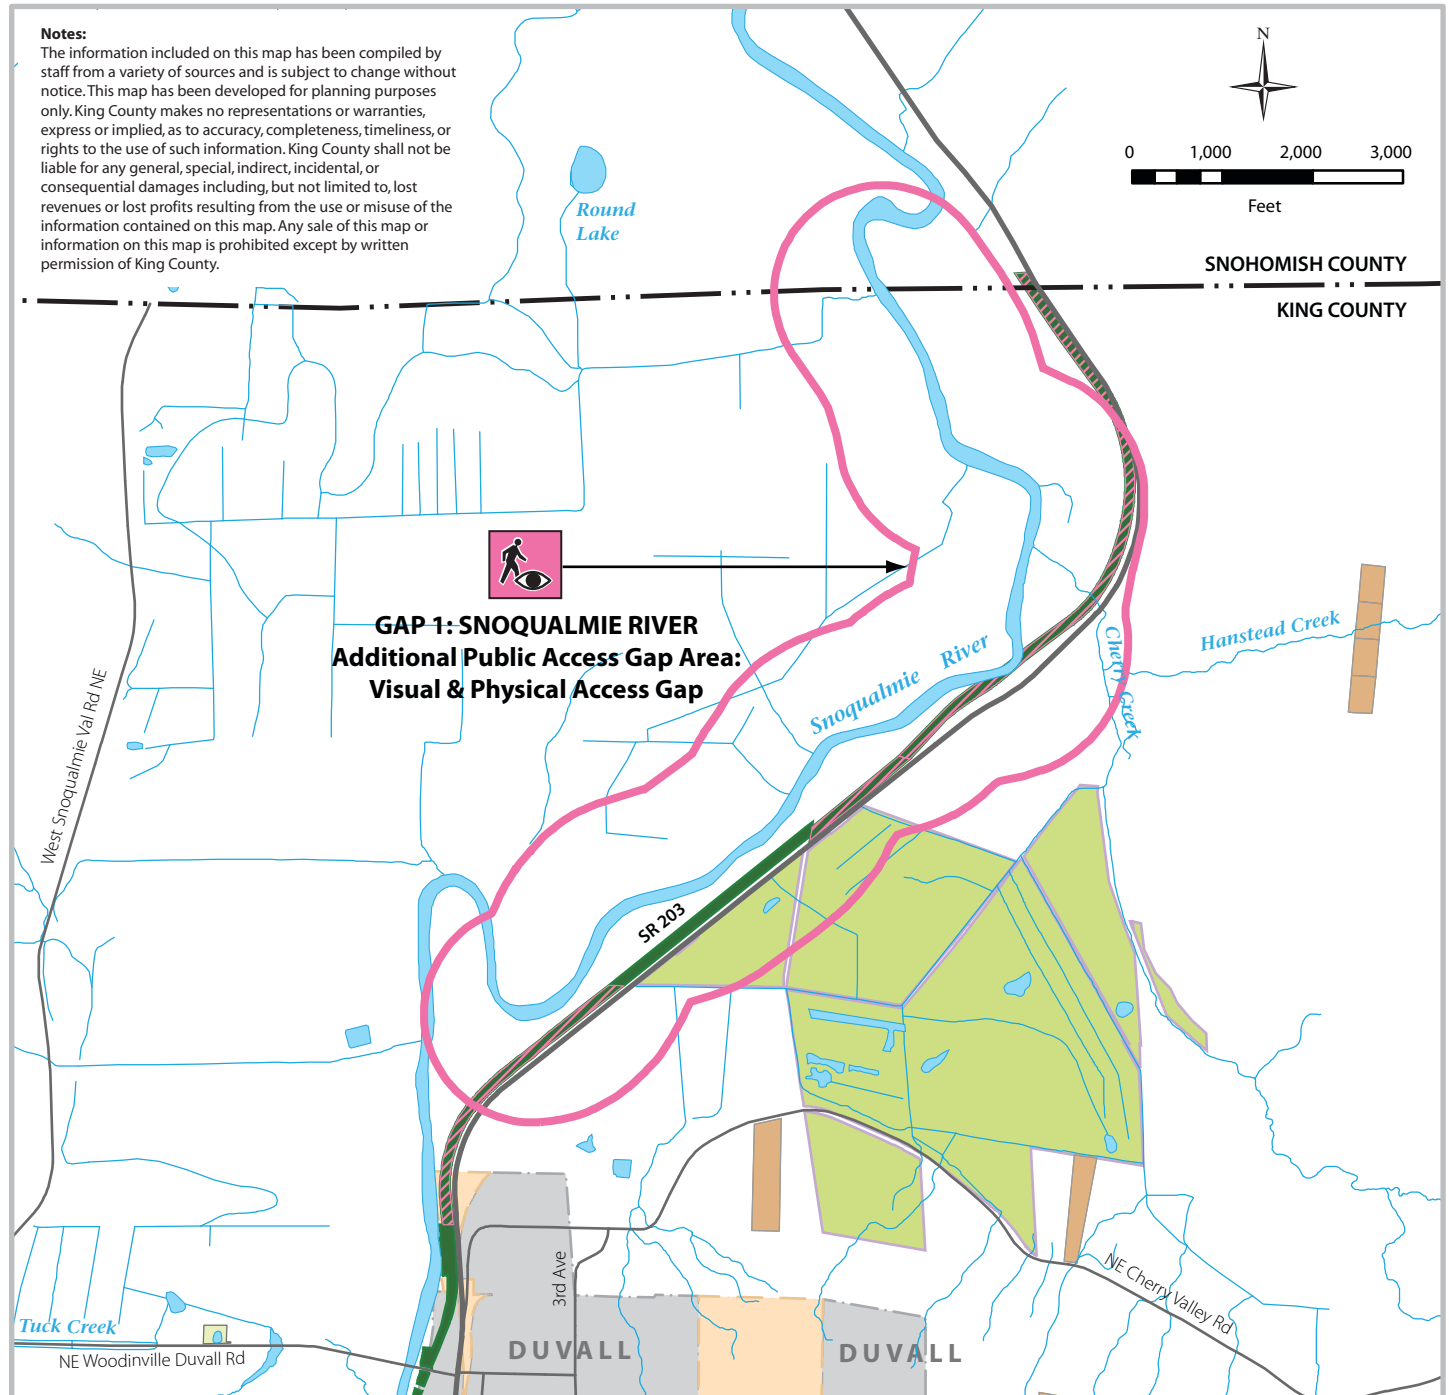 Notes:
The information included on this map has been compiled by
staff from a variety of sources and is subject to change without
notice. This map has been developed for planning purposes
only. King County makes no representations or warranties,
express or implied, as to accuracy, completeness, timeliness, or
rights to the use of such information. King County shall not be
liable for any general, special, indirect, incidental, or
consequential damages including, but not limited to, lost
revenues or lost profits resulting from the use or misuse of the
information contained on this map. Any sale of this map or
information on this map is prohibited except by written
permission of King County.
N
0 1,000 2,000 3,000
Feet
Round
Lake
SNOHOMISH COUNTY
KING COUNTY
GAP 1: SNOQUALMIE RIVER
Additional Public Access Gap Area:
Visual & Physical Access Gap
Hanstead Creek
Cherry Creek
Snoqualmie River
West Snoqualmie Val Rd NE
SR 203
3rd Ave
NE Cherry Valley Rd
Tuck Creek
NE Woodinville Duvall Rd
DUVALL
DUVALL